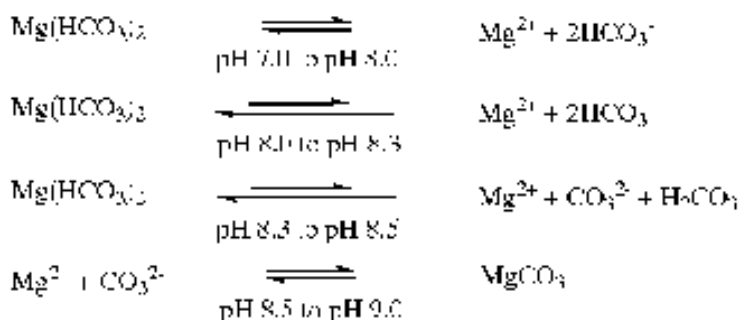 Mg(HCO₃)₂ ⇌ Mg²⁺ + 2HCO₃⁻
pH 7.0 to pH 8.0
Mg(HCO₃)₂ ⇌ Mg²⁺ + 2HCO₃
pH 8.0 to pH 8.3
Mg(HCO₃)₂ ⇌ Mg²⁺ + CO₃²⁻ + H₂CO₃
pH 8.3 to pH 8.5
Mg²⁺ + CO₃²⁻ ⇌ MgCO₃
pH 8.5 to pH 9.0